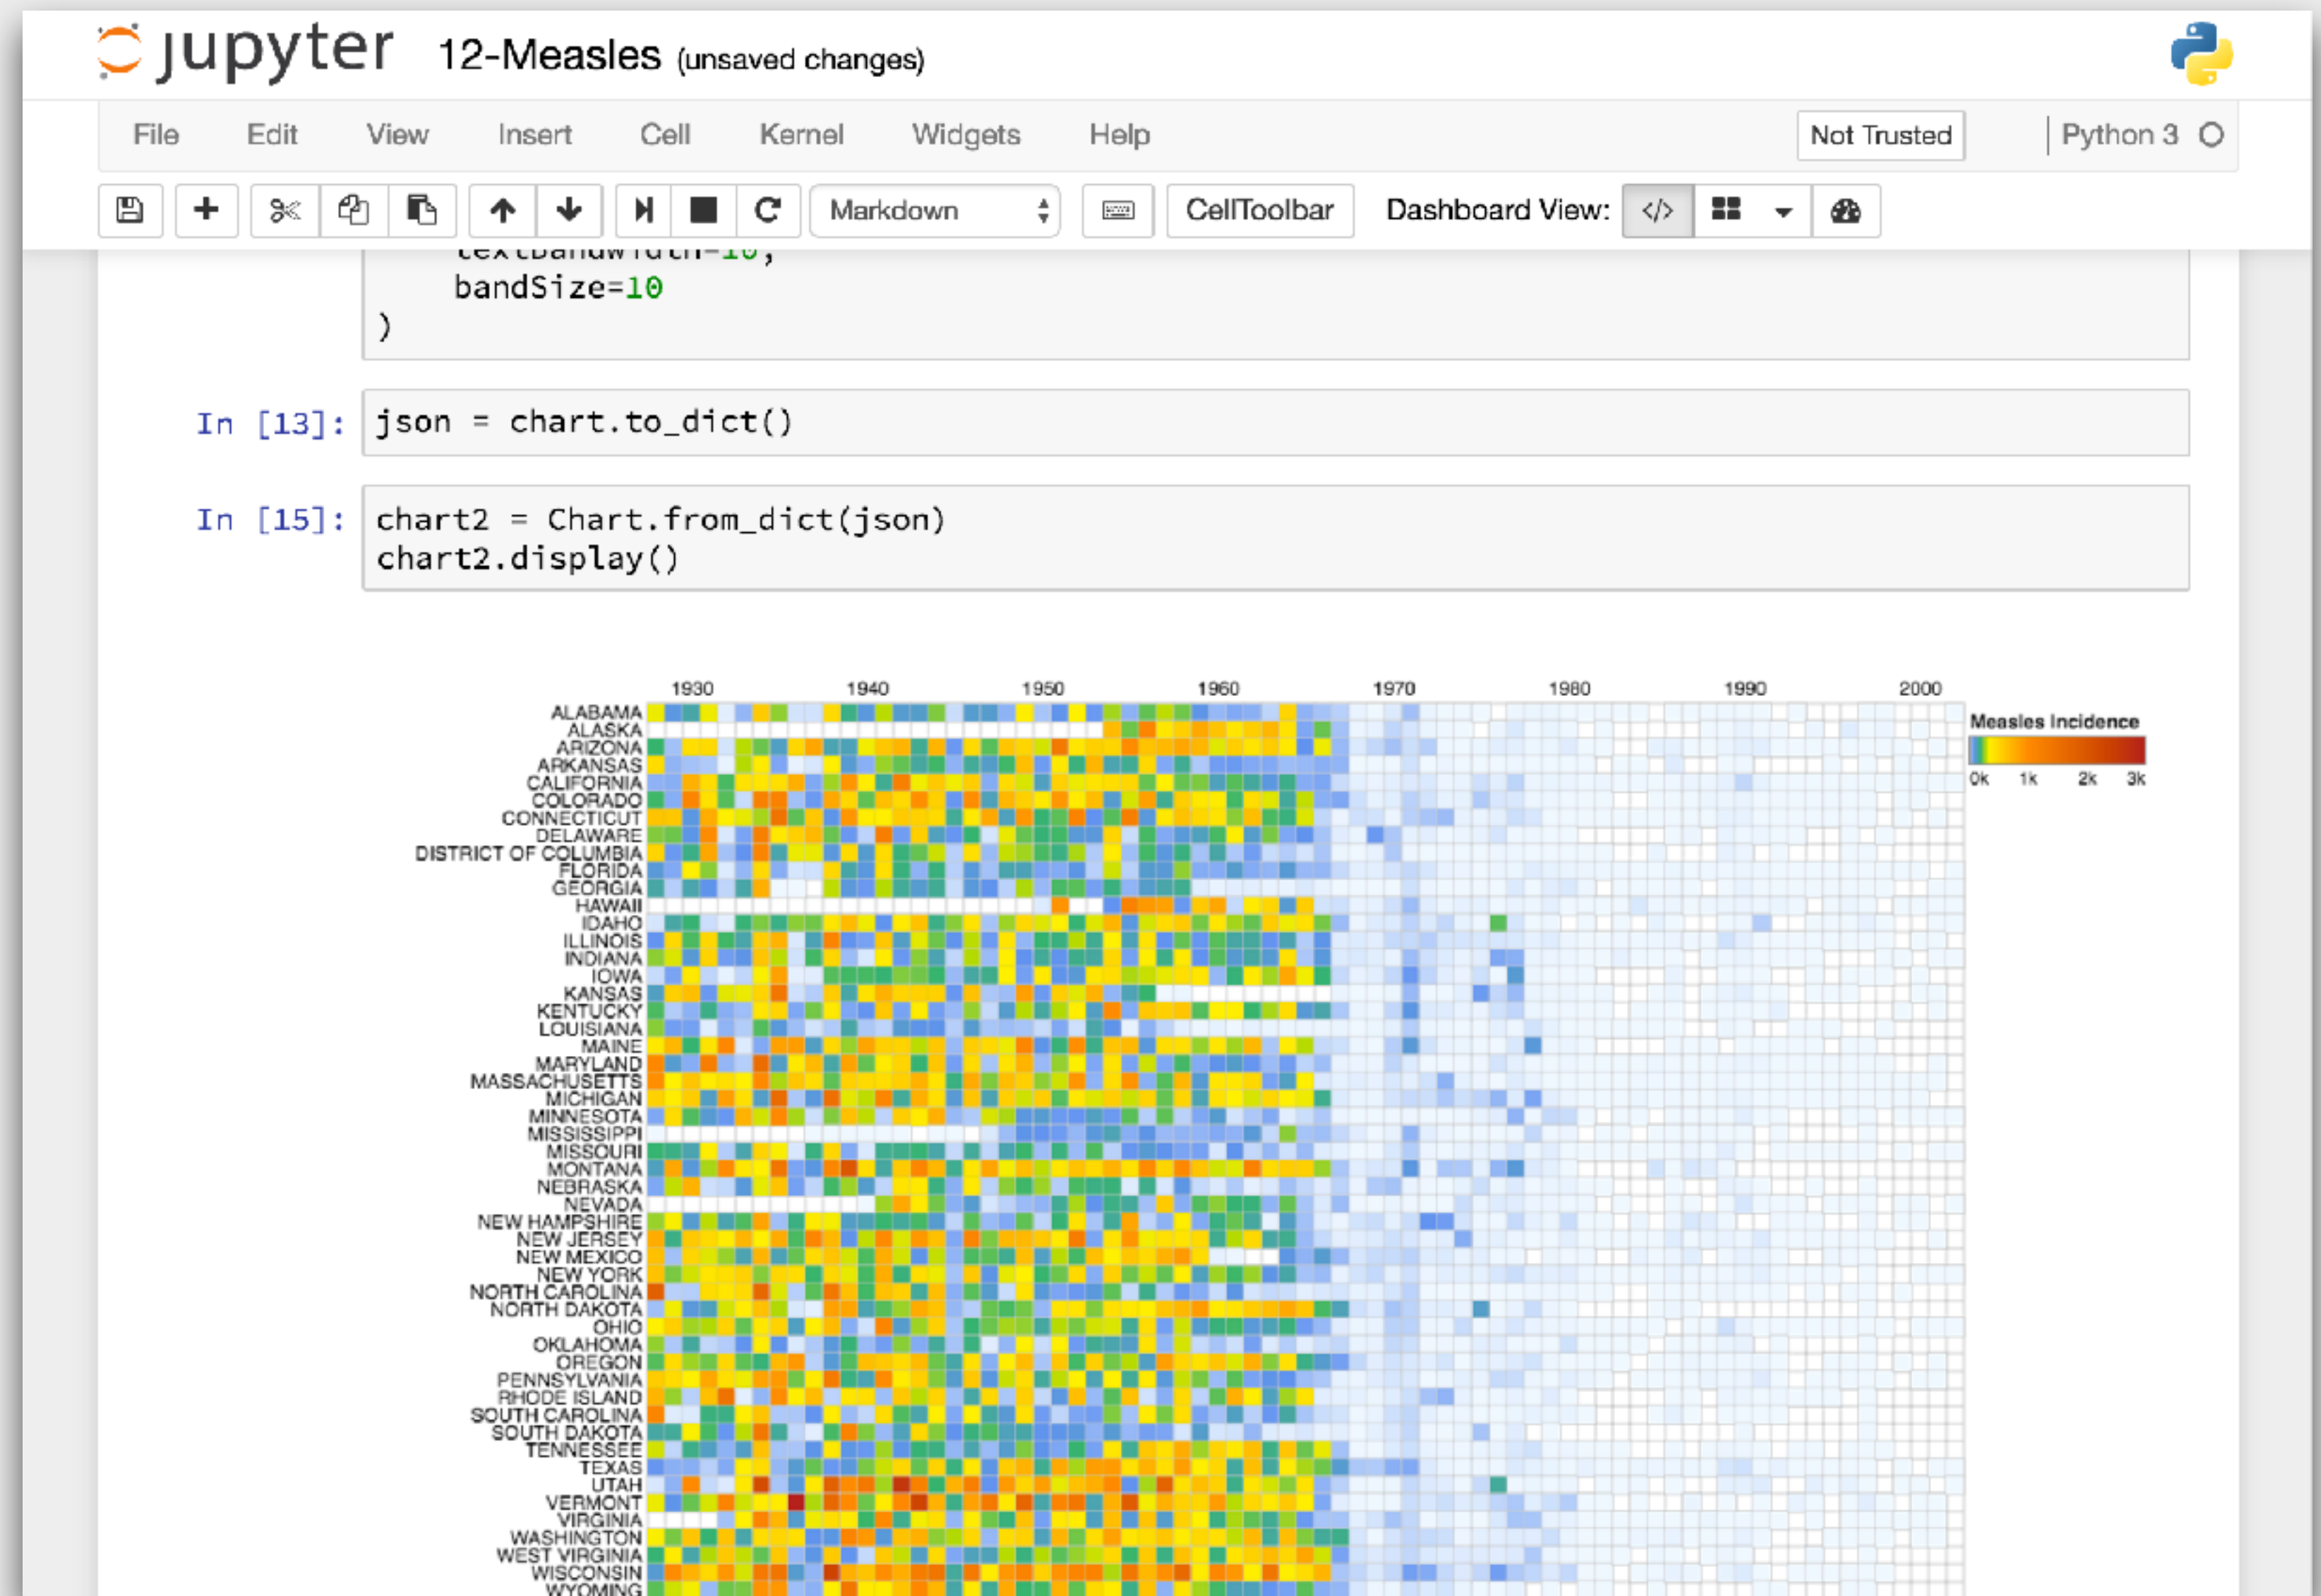 jupyter 12-Measles (unsaved changes)
File Edit View Insert Cell Kernel Widgets Help Not Trusted Python 3
Markdown CellToolbar Dashboard View: </>
textBandWidth=10,
bandSize=10
)
In [13]: json = chart.to_dict()
In [15]: chart2 = Chart.from_dict(json)
chart2.display()
1930 1940 1950 1960 1970 1980 1990 2000
Measles Incidence
0k 1k 2k 3k
ALABAMA
ALASKA
ARIZONA
ARKANSAS
CALIFORNIA
COLORADO
CONNECTICUT
DELAWARE
DISTRICT OF COLUMBIA
FLORIDA
GEORGIA
HAWAII
IDAHO
ILLINOIS
INDIANA
IOWA
KANSAS
KENTUCKY
LOUISIANA
MAINE
MARYLAND
MASSACHUSETTS
MICHIGAN
MINNESOTA
MISSISSIPPI
MISSOURI
MONTANA
NEBRASKA
NEVADA
NEW HAMPSHIRE
NEW JERSEY
NEW MEXICO
NEW YORK
NORTH CAROLINA
NORTH DAKOTA
OHIO
OKLAHOMA
OREGON
PENNSYLVANIA
RHODE ISLAND
SOUTH CAROLINA
SOUTH DAKOTA
TENNESSEE
TEXAS
UTAH
VERMONT
VIRGINIA
WASHINGTON
WEST VIRGINIA
WISCONSIN
WYOMING